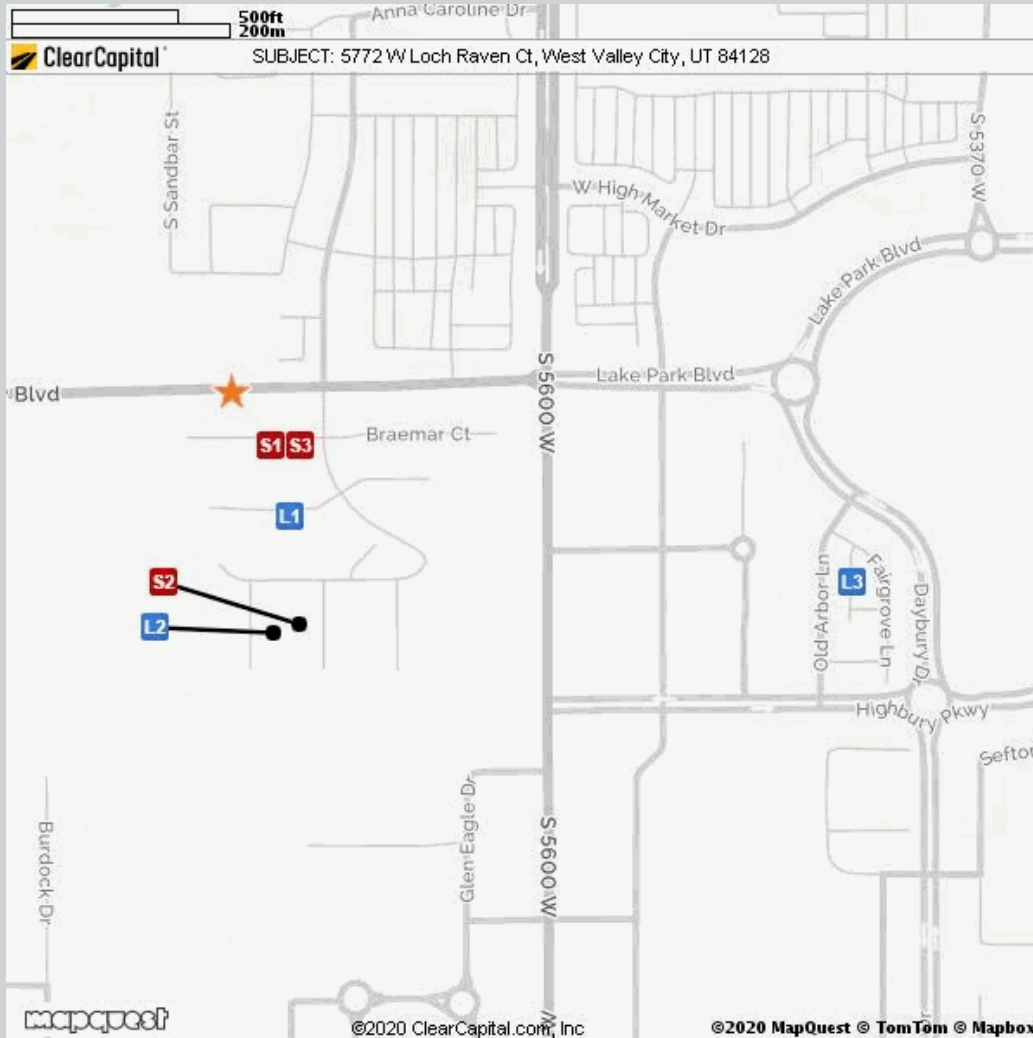 500ft
200m
Anna Caroline Dr
ClearCapital
SUBJECT: 5772 W Loch Raven Ct, West Valley City, UT 84128
S Sandbar St
S 5370 W
W High Market Dr
Lake Park Blvd
S 5600 W
Lake Park Blvd
Blvd
S1
S3
Braemar Ct
L1
S2
L2
L3
Old Arbor Ln
Fairgrove Ln
Daybury Dr
Highbury Pkwy
Sefto
Glen Eagle Dr
S 5600 W
Burdock Dr
mapquest
©2020 ClearCapital.com, Inc
©2020 MapQuest © TomTom © Mapbox